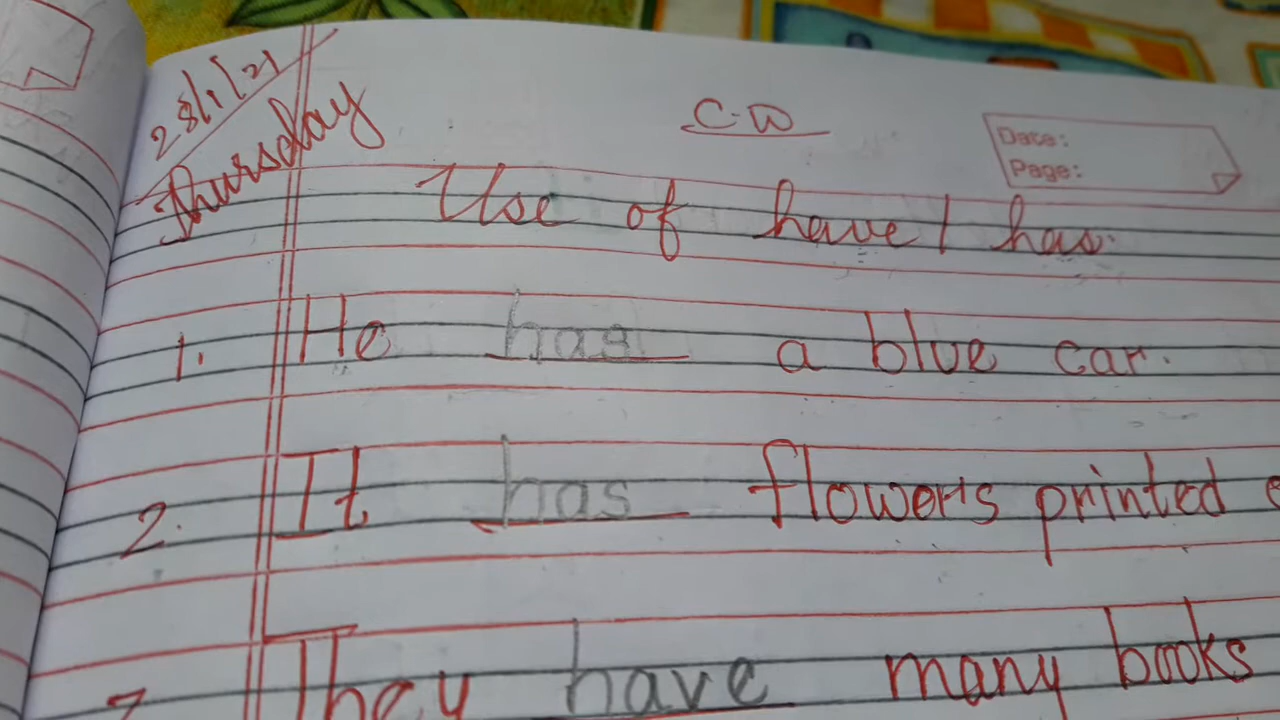 28/1/21
Thursday
C.W
Date:
Page:
Use of have/has.
1. He has a blue car.
2. It has flowers printed
They have many books